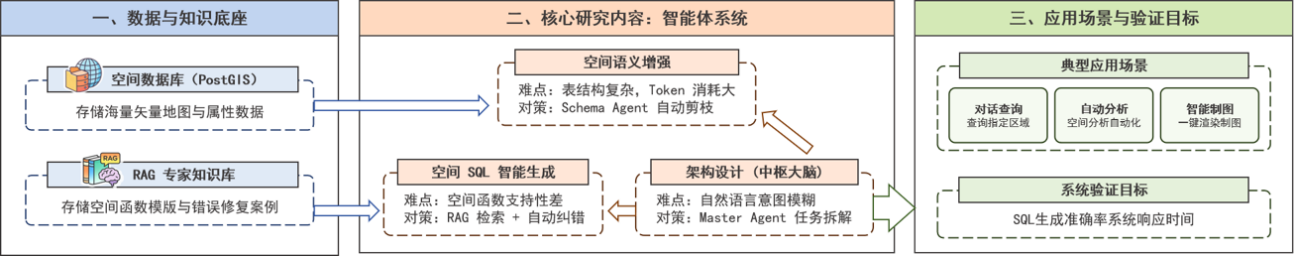 一、数据与知识底座
空间数据库（PostGIS）
存储海量矢量地图与属性数据
RAG
RAG 专家知识库
存储空间函数模版与错误修复案例
二、核心研究内容：智能体系统
空间语义增强
难点：表结构复杂，Token 消耗大
对策：Schema Agent 自动剪枝
空间 SQL 智能生成
难点：空间函数支持性差
对策：RAG 检索 + 自动纠错
架构设计（中枢大脑）
难点：自然语言意图模糊
对策：Master Agent 任务拆解
三、应用场景与验证目标
典型应用场景
对话查询
查询指定区域
自动分析
空间分析自动化
智能制图
一键渲染制图
系统验证目标
SQL生成准确率系统响应时间